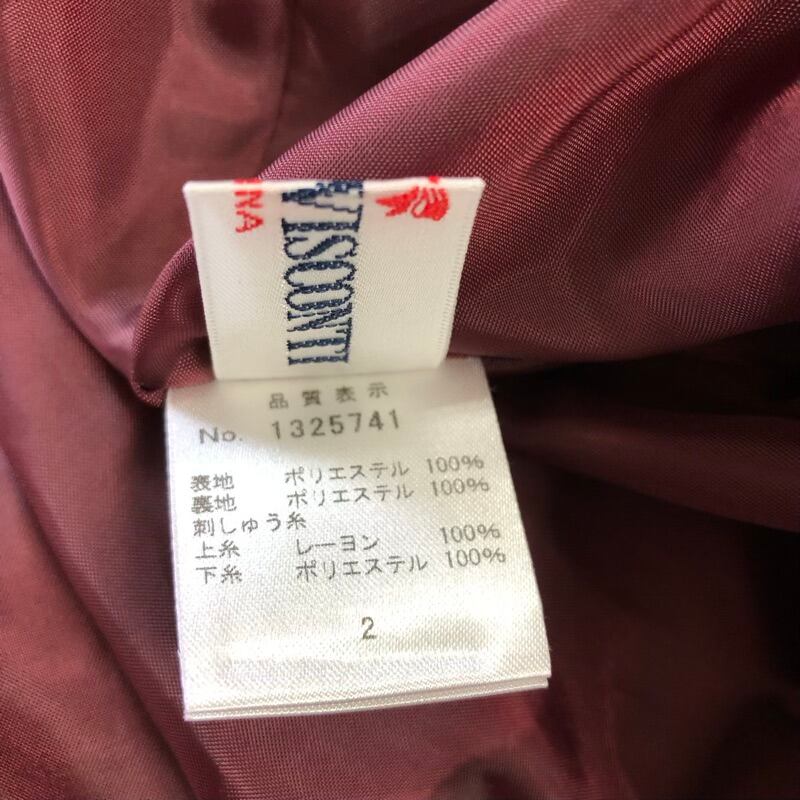 VISCONTI
品質表示
No. 1325741
表地 ポリエステル 100%
裏地 ポリエステル 100%
刺しゅう糸
上糸 レーヨン 100%
下糸 ポリエステル 100%
2